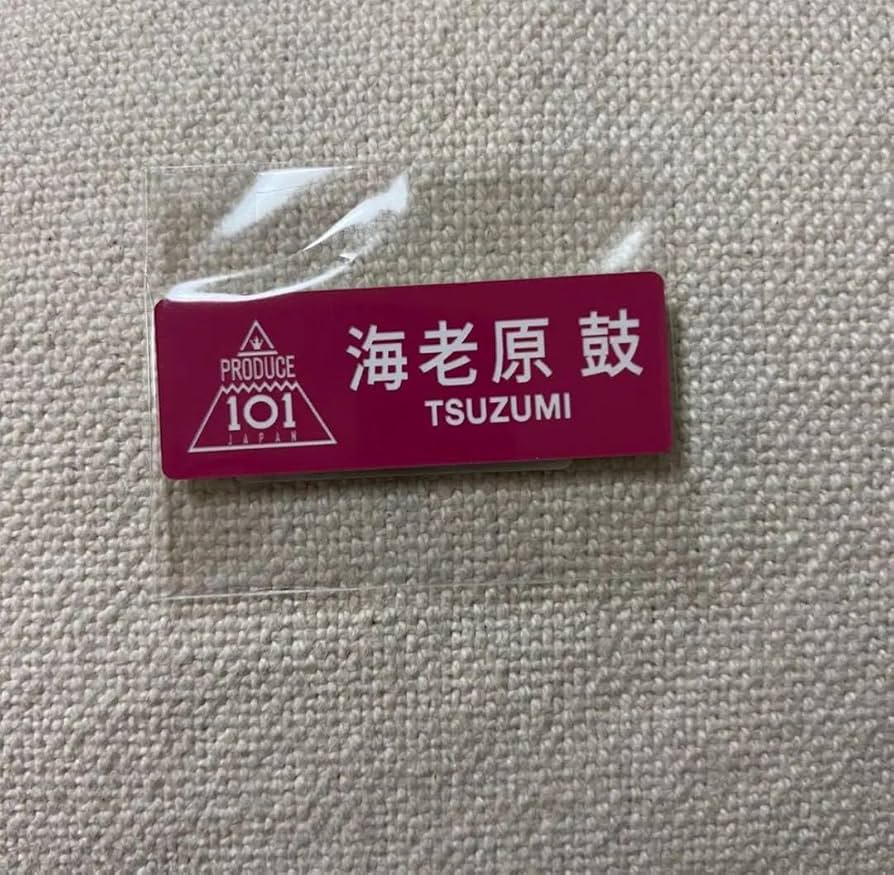 PRODUCE
101
JAPAN
海老原 鼓
TSUZUMI